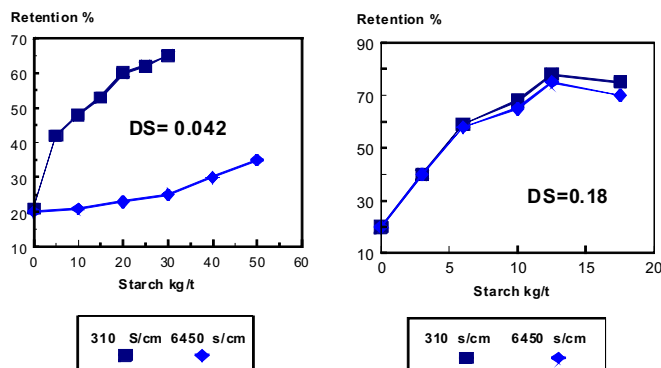 Retention %
70
60
50
40
30
20
10
DS= 0.042
0 10 20 30 40 50 60
Starch kg/t
310 S/cm 6450 s/cm
Retention %
90
70
50
30
10
DS=0.18
0 5 10 15 20
Starch kg/t
310 s/cm 6450 s/cm